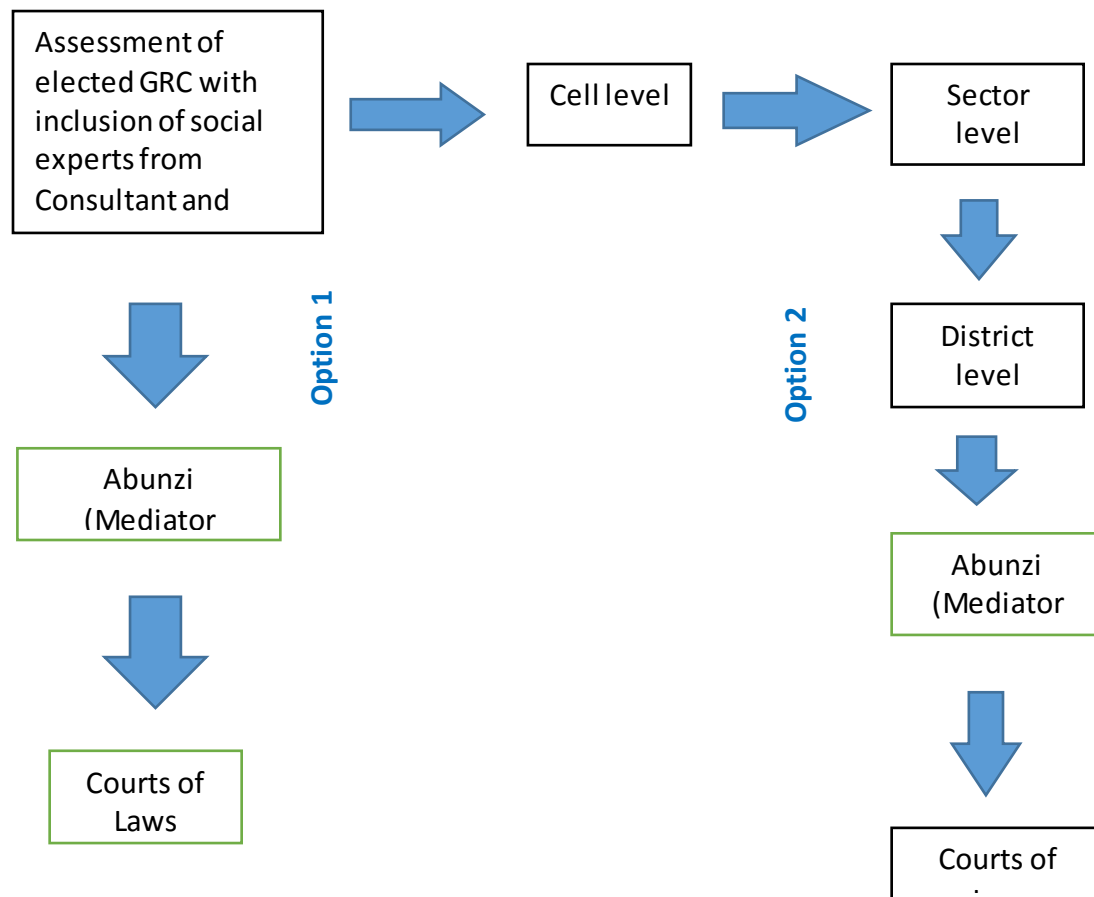 Assessment of
elected GRC with
inclusion of social
experts from
Consultant and
Cell level
Sector
level
Option 1
Option 2
District
level
Abunzi
(Mediator
Abunzi
(Mediator
Courts of
Laws
Courts of